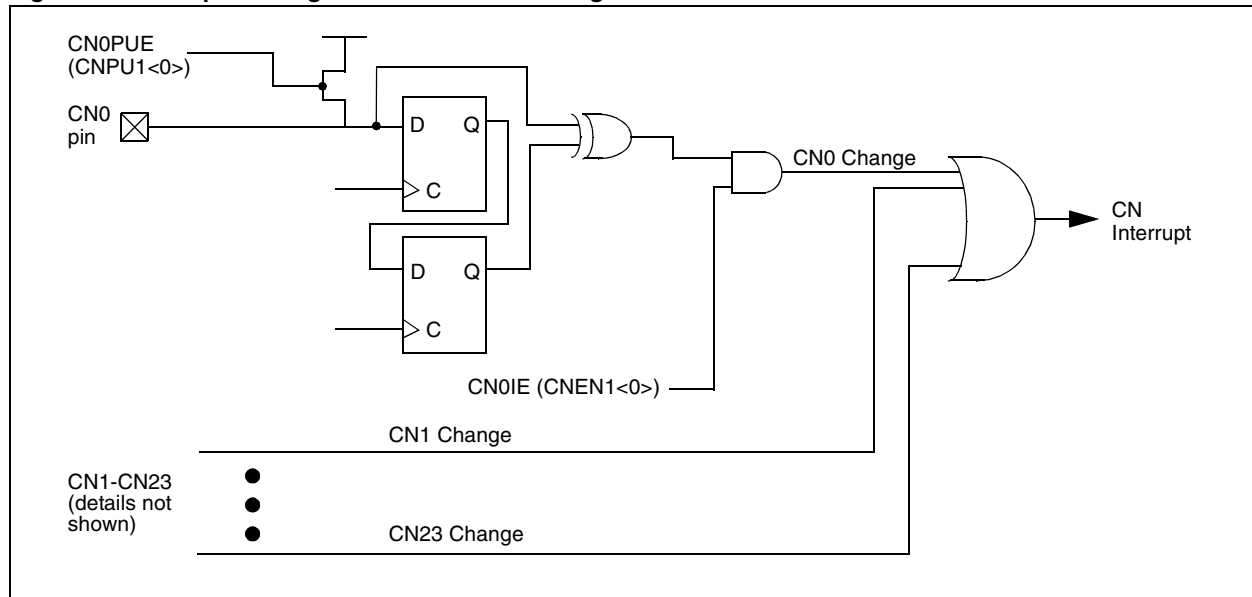 CN0PUE
(CNPU1<0>)
CN0
pin
D Q
C
D Q
C
CN0 Change
CN
Interrupt
CN0IE (CNEN1<0>)
CN1 Change
CN1-CN23
(details not
shown)
CN23 Change